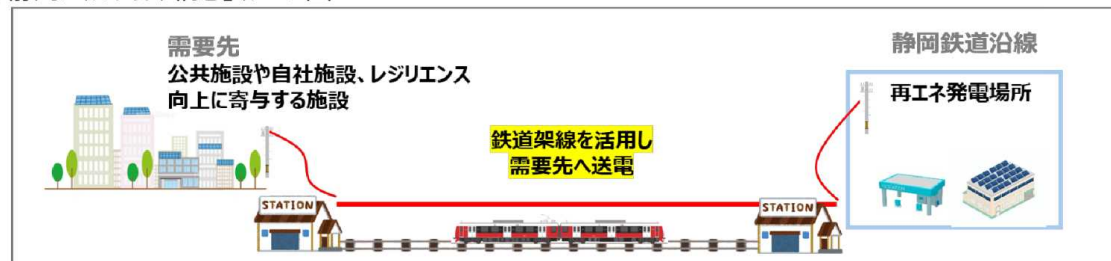 需要先
公共施設や自社施設、レジリエンス
向上に寄与する施設
静岡鉄道沿線
再エネ発電場所
鉄道架線を活用し
需要先へ送電
STATION
STATION